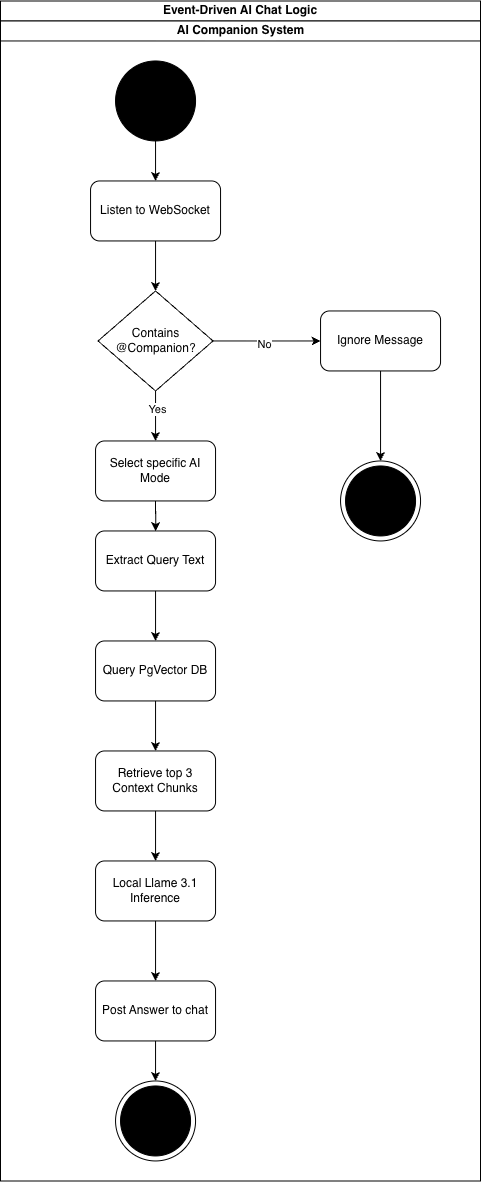 Event-Driven AI Chat Logic
AI Companion System
Listen to WebSocket
Contains
@Companion?
No
Ignore Message
Yes
Select specific AI
Mode
Extract Query Text
Query PgVector DB
Retrieve top 3
Context Chunks
Local Llame 3.1
Inference
Post Answer to chat